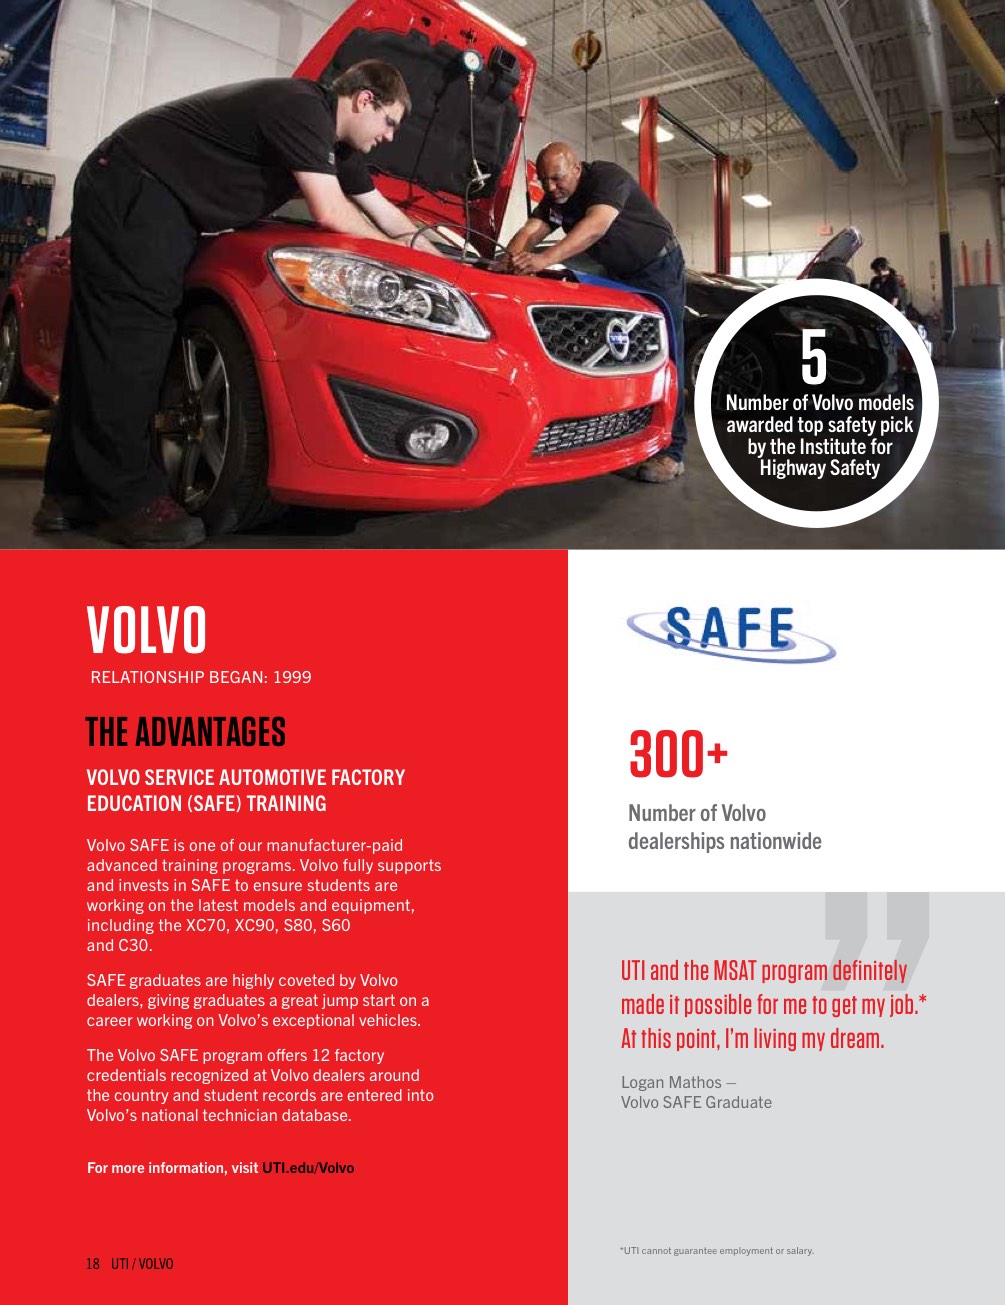 5
Number of Volvo models
awarded top safety pick
by the Institute for
Highway Safety
VOLVO
RELATIONSHIP BEGAN: 1999
THE ADVANTAGES
VOLVO SERVICE AUTOMOTIVE FACTORY
EDUCATION (SAFE) TRAINING
Volvo SAFE is one of our manufacturer-paid
advanced training programs. Volvo fully supports
and invests in SAFE to ensure students are
working on the latest models and equipment,
including the XC70, XC90, S80, S60
and C30.
SAFE graduates are highly coveted by Volvo
dealers, giving graduates a great jump start on a
career working on Volvo’s exceptional vehicles.
The Volvo SAFE program offers 12 factory
credentials recognized at Volvo dealers around
the country and student records are entered into
Volvo’s national technician database.
For more information, visit UTI.edu/Volvo
18 UTI / VOLVO
SAFE
300+
Number of Volvo
dealerships nationwide
”
UTI and the MSAT program definitely
made it possible for me to get my job.*
At this point, I’m living my dream.
Logan Mathos –
Volvo SAFE Graduate
*UTI cannot guarantee employment or salary.